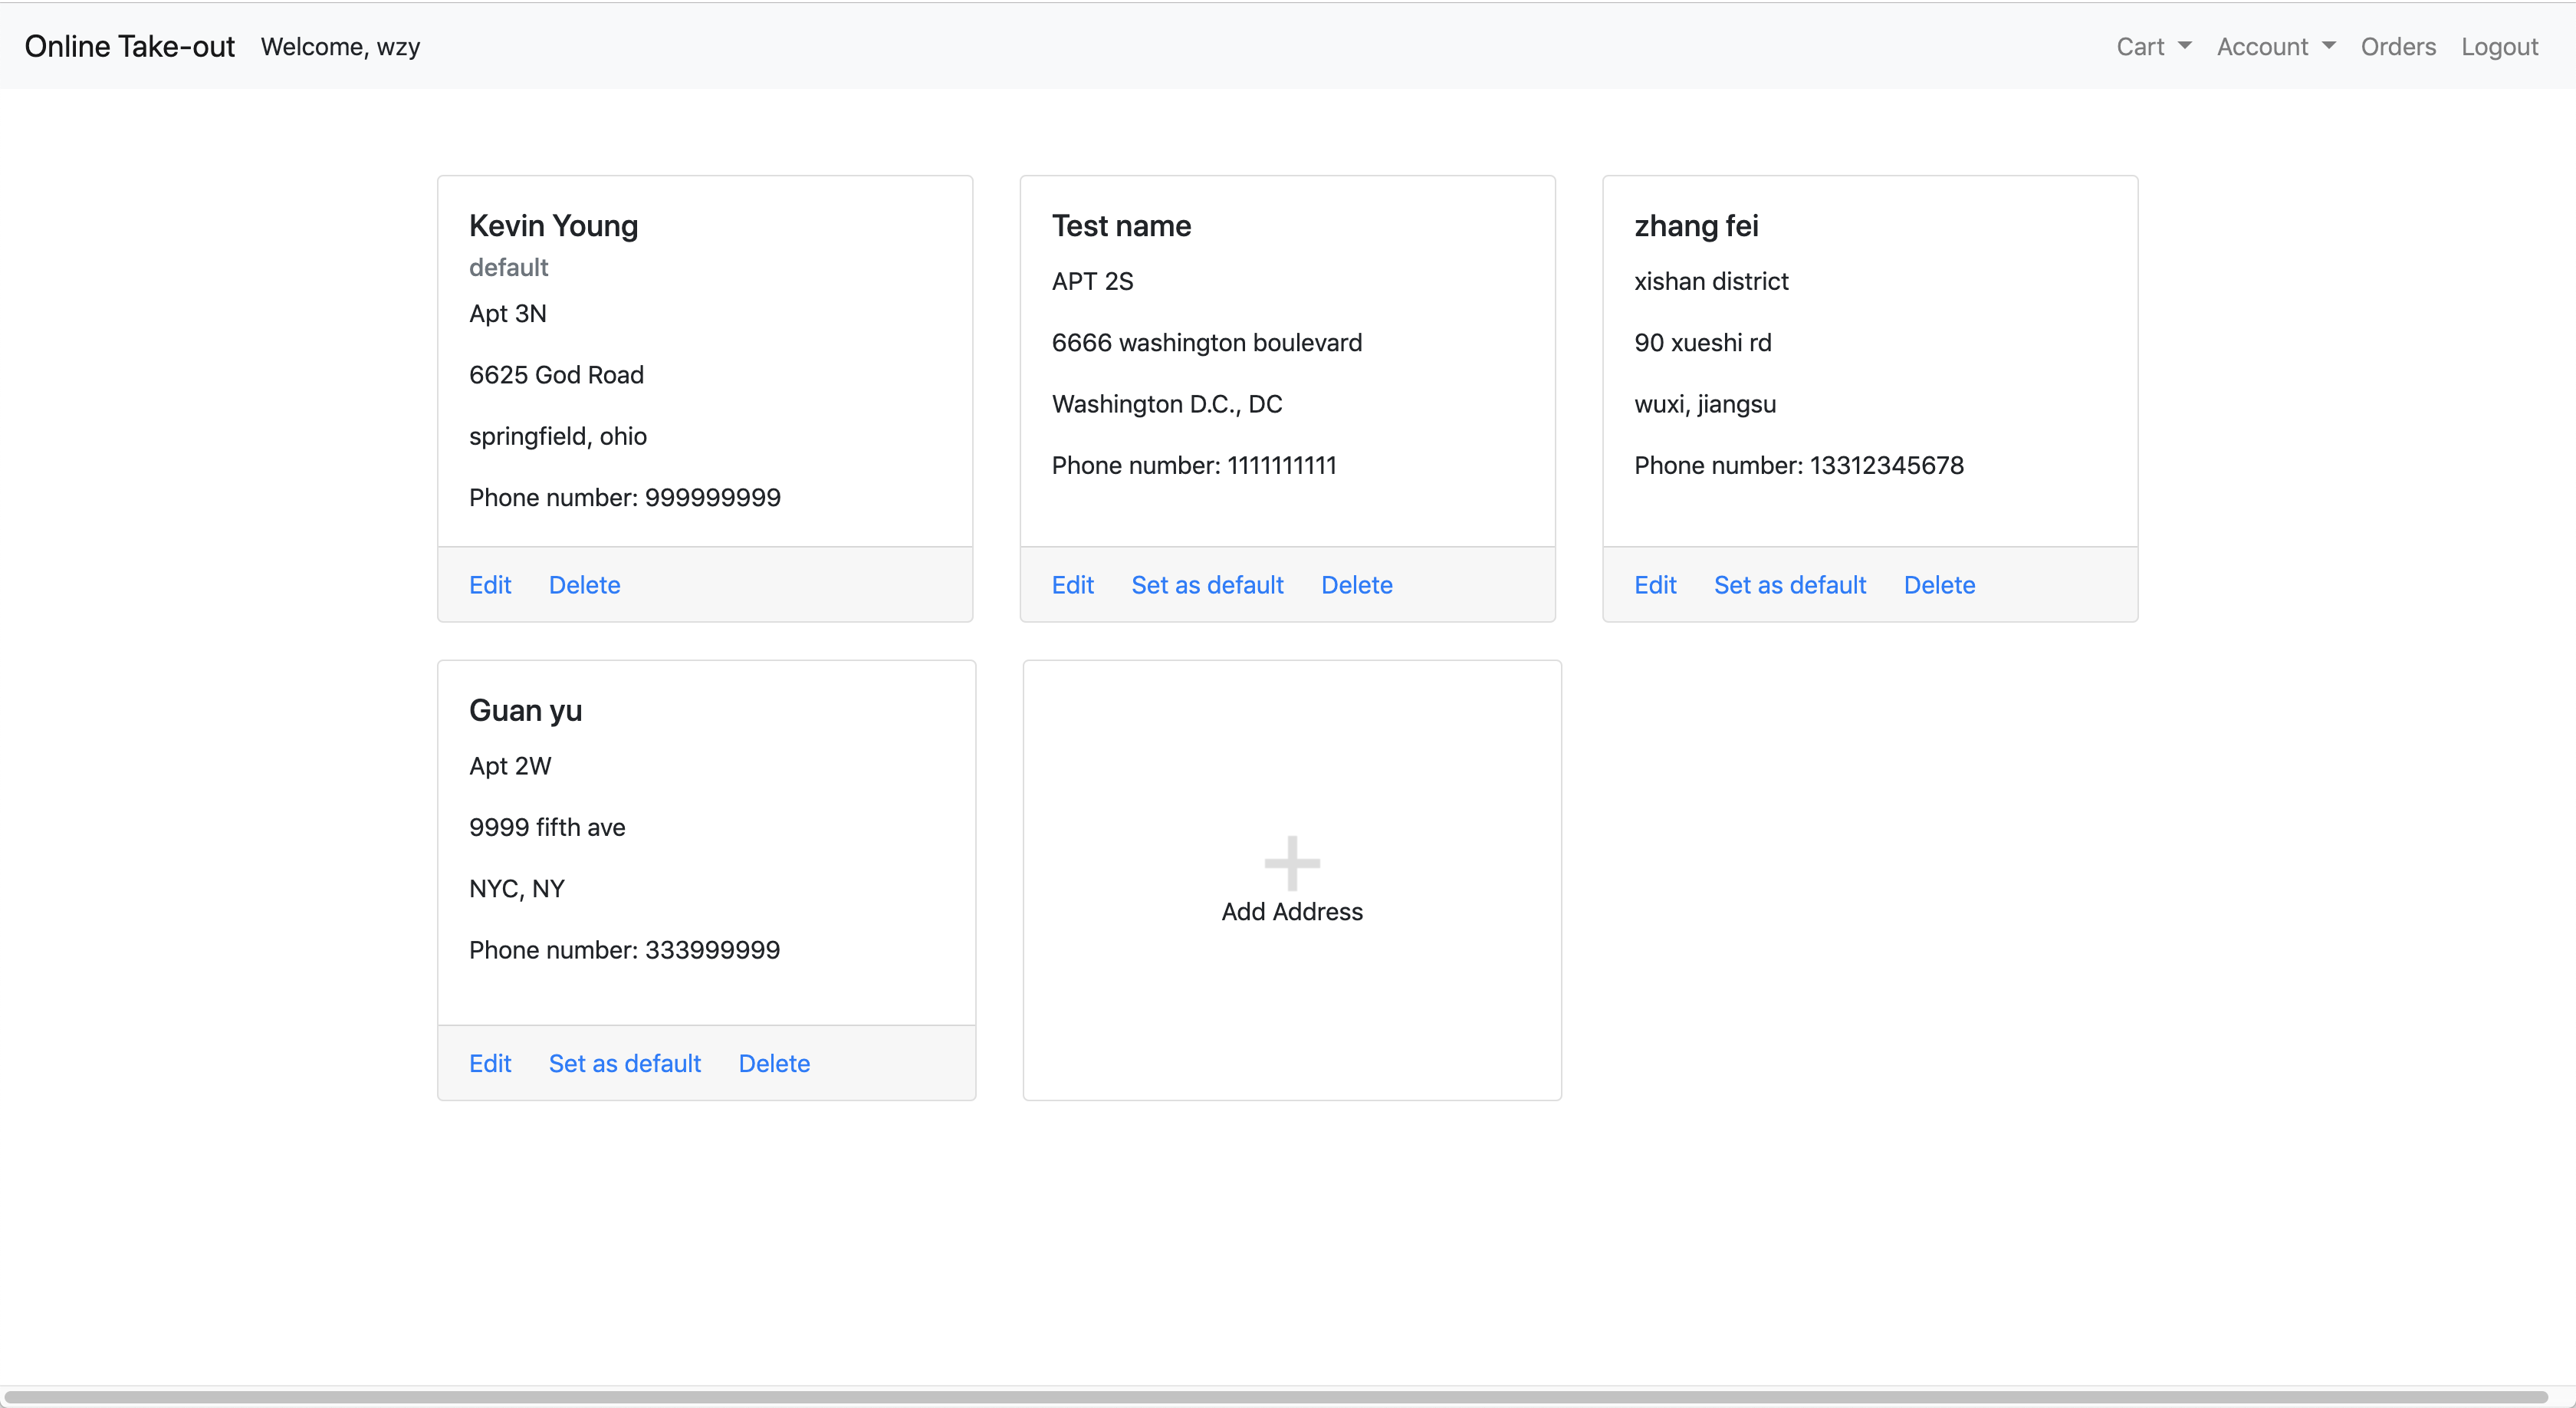 Online Take-out Welcome, wzy Cart Account Orders Logout
Kevin Young
default
Apt 3N
6625 God Road
springfield, ohio
Phone number: 999999999
Edit Delete
Test name
APT 2S
6666 washington boulevard
Washington D.C., DC
Phone number: 1111111111
Edit Set as default Delete
zhang fei
xishan district
90 xueshi rd
wuxi, jiangsu
Phone number: 13312345678
Edit Set as default Delete
Guan yu
Apt 2W
9999 fifth ave
NYC, NY
Phone number: 333999999
Edit Set as default Delete
Add Address